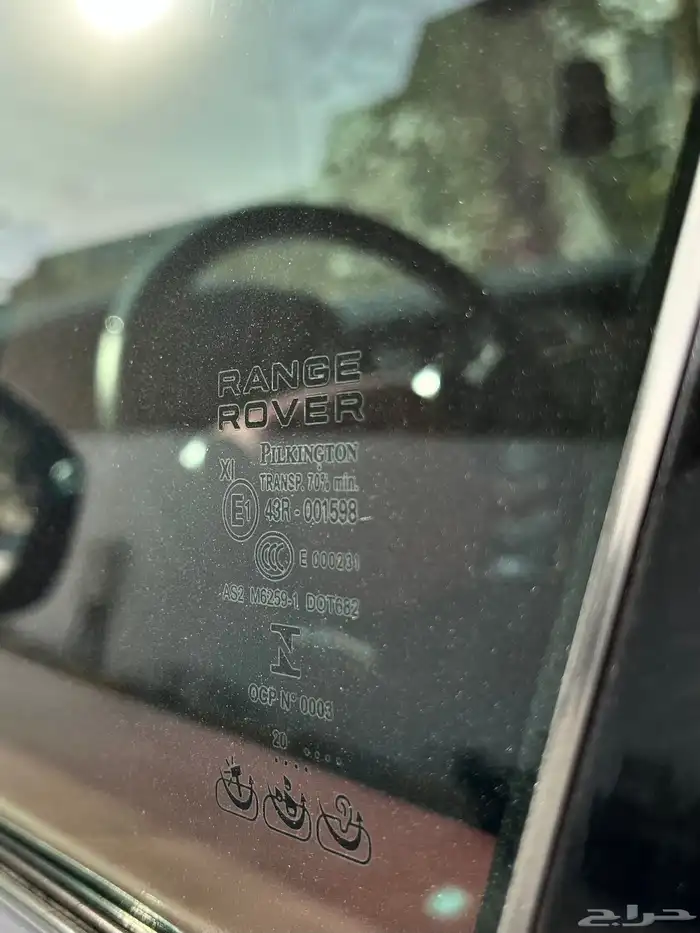 RANGE
ROVER
PILKINGTON
XI
TRANSP. 70% min.
E1 43R - 001598
CCC E 000231
AS2 M6259-1 DOT682
N
OCP N° 0003
20
حراج